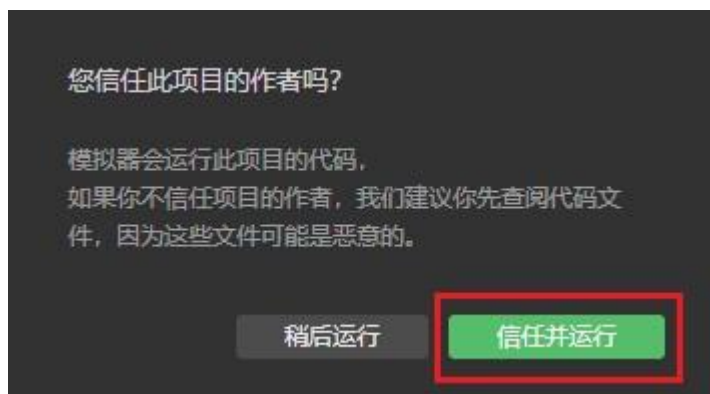 您信任此项目的作者吗?
模拟器会运行此项目的代码,
如果你不信任项目的作者，我们建议你先查阅代码文
件，因为这些文件可能是恶意的。
稍后运行
信任并运行